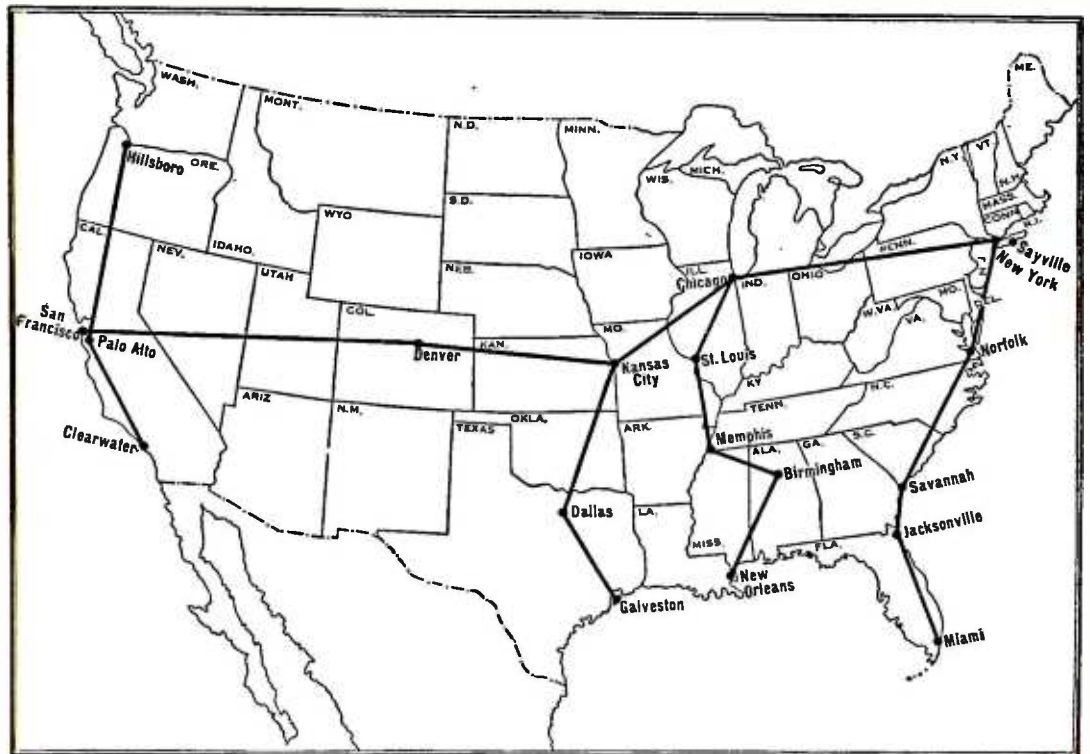 WASH.
MONT.
N.D.
MINN.
ME.
Hillsboro
ORE.
WIS.
MICH.
N.Y.
VT.
N.H.
MASS.
CONN.
R.I.
S.D.
WYO
IDAHO.
CAL.
NEV.
UTAH
NEB.
IOWA
ILL.
Chicago
IND.
OHIO
PENN.
Sayville
New York
N.J.
DEL.
MD.
W.VA.
VA.
San
Francisco
Palo Alto
COL.
Denver
KAN.
MO.
Kansas
City
St. Louis
KY
Norfolk
N.C.
TENN.
ARIZ
N.M.
OKLA.
TEXAS
ARK.
Memphis
ALA.
GA.
S.C.
Clearwater
Birmingham
Savannah
Dallas
LA.
MISS.
FLA.
Jacksonville
New
Orleans
Galveston
Miami